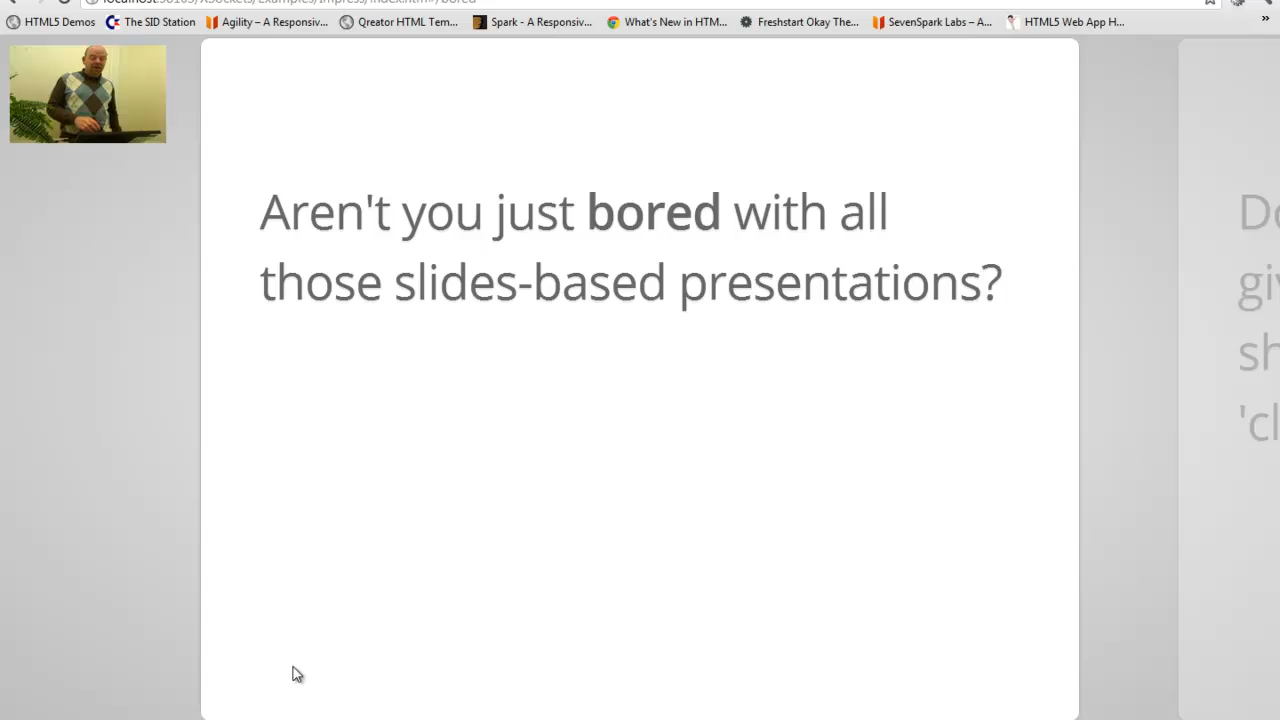 HTML5 Demos
The SID Station
Agility – A Responsiv...
Qreator HTML Tem...
Spark - A Responsiv...
What's New in HTM...
Freshstart Okay The...
SevenSpark Labs – A...
HTML5 Web App H...
»
Aren't you just bored with all
those slides-based presentations?